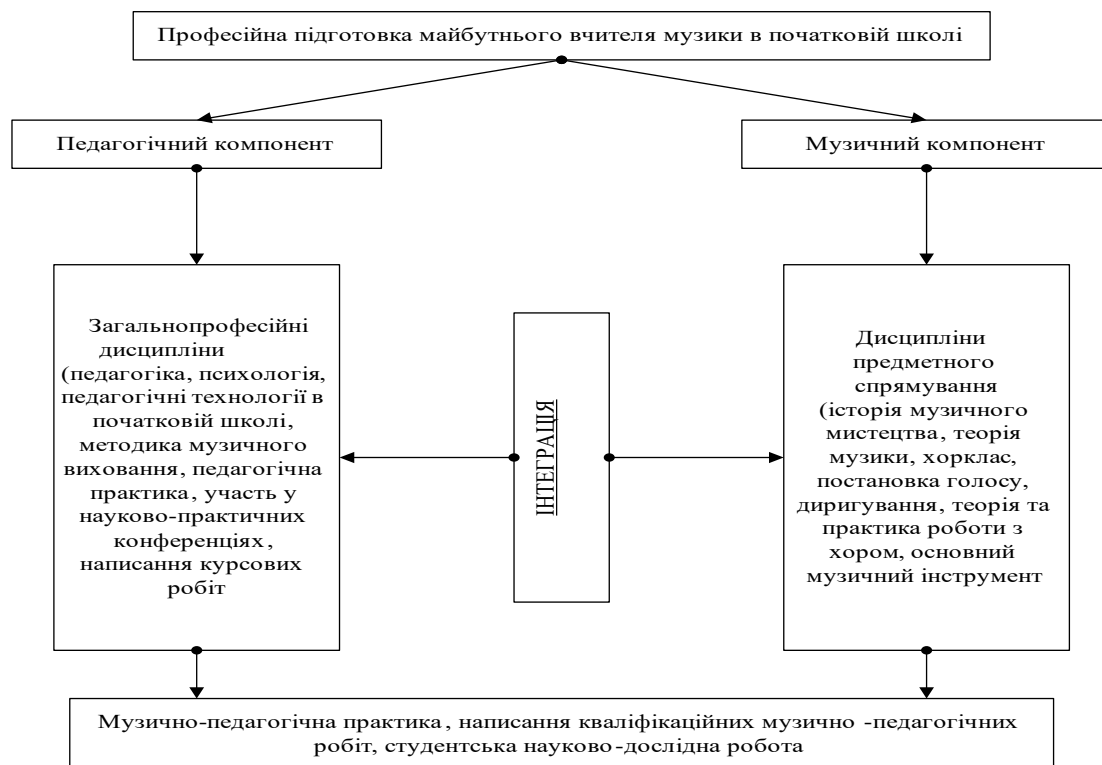 Професійна підготовка майбутнього вчителя музики в початковій школі
Педагогічний компонент
Музичний компонент
Загальнопрофесійні
дисципліни
(педагогіка, психологія,
педагогічні технології в
початковій школі,
методика музичного
виховання, педагогічна
практика, участь у
науково-практичних
конференціях,
написання курсових
робіт
ІНТЕГРАЦІЯ
Дисципліни
предметного
спрямування
(історія музичного
мистецтва, теорія
музики, хорклас,
постановка голосу,
диригування, теорія та
практика роботи з
хором, основний
музичний інструмент
Музично-педагогічна практика, написання кваліфікаційних музично -педагогічних
робіт, студентська науково-дослідна робота